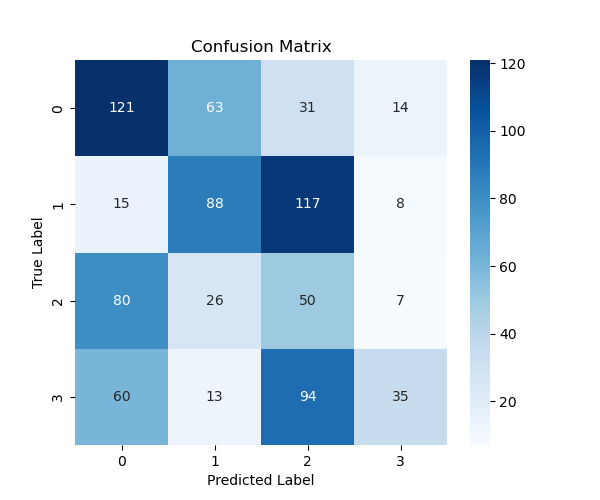 Confusion Matrix
True Label
0 121 63 31 14
1 15 88 117 8
2 80 26 50 7
3 60 13 94 35
0 1 2 3
Predicted Label
120
100
80
60
40
20